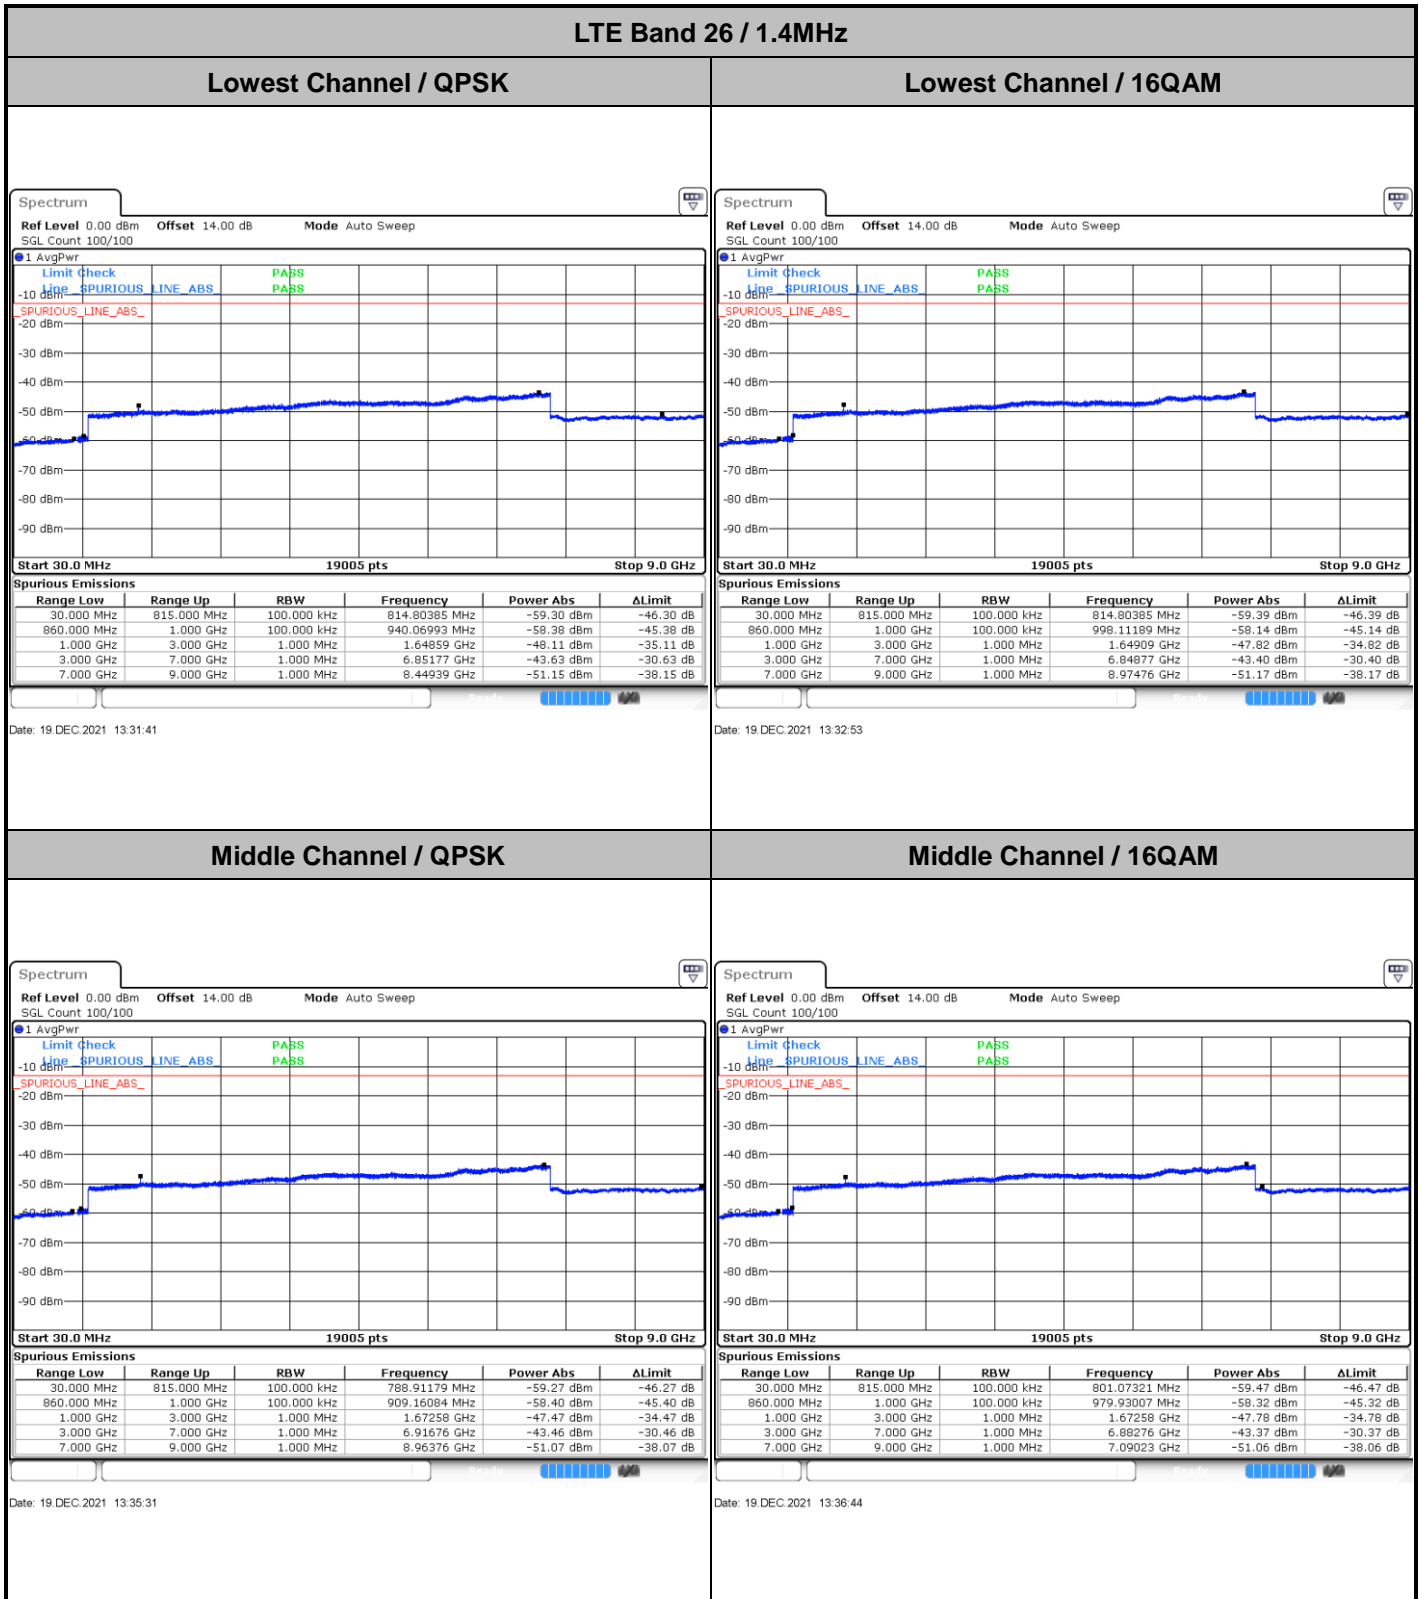 LTE Band 26 / 1.4MHz
Lowest Channel / QPSK
Lowest Channel / 16QAM
Spectrum
Ref Level 0.00 dBm Offset 14.00 dB Mode Auto Sweep
SGL Count 100/100
1 AvgPwr
Limit Check PASS
Line _SPURIOUS_LINE_ABS_ PASS
-10 dBm
_SPURIOUS_LINE_ABS_
-20 dBm
-30 dBm
-40 dBm
-50 dBm
-60 dBm
-70 dBm
-80 dBm
-90 dBm
Start 30.0 MHz 19005 pts Stop 9.0 GHz
Spurious Emissions
Range Low Range Up RBW Frequency Power Abs ΔLimit
30.000 MHz 815.000 MHz 100.000 kHz 814.80385 MHz -59.30 dBm -46.30 dB
860.000 MHz 1.000 GHz 100.000 kHz 940.06993 MHz -58.38 dBm -45.38 dB
1.000 GHz 3.000 GHz 1.000 MHz 1.64859 GHz -48.11 dBm -35.11 dB
3.000 GHz 7.000 GHz 1.000 MHz 6.85177 GHz -43.63 dBm -30.63 dB
7.000 GHz 9.000 GHz 1.000 MHz 8.44939 GHz -51.15 dBm -38.15 dB
Ready
Date: 19.DEC.2021 13:31:41
Spectrum
Ref Level 0.00 dBm Offset 14.00 dB Mode Auto Sweep
SGL Count 100/100
1 AvgPwr
Limit Check PASS
Line _SPURIOUS_LINE_ABS_ PASS
-10 dBm
_SPURIOUS_LINE_ABS_
-20 dBm
-30 dBm
-40 dBm
-50 dBm
-60 dBm
-70 dBm
-80 dBm
-90 dBm
Start 30.0 MHz 19005 pts Stop 9.0 GHz
Spurious Emissions
Range Low Range Up RBW Frequency Power Abs ΔLimit
30.000 MHz 815.000 MHz 100.000 kHz 814.80385 MHz -59.39 dBm -46.39 dB
860.000 MHz 1.000 GHz 100.000 kHz 998.11189 MHz -58.14 dBm -45.14 dB
1.000 GHz 3.000 GHz 1.000 MHz 1.64909 GHz -47.82 dBm -34.82 dB
3.000 GHz 7.000 GHz 1.000 MHz 6.84877 GHz -43.40 dBm -30.40 dB
7.000 GHz 9.000 GHz 1.000 MHz 8.97476 GHz -51.17 dBm -38.17 dB
Ready
Date: 19.DEC.2021 13:32:53
Middle Channel / QPSK
Middle Channel / 16QAM
Spectrum
Ref Level 0.00 dBm Offset 14.00 dB Mode Auto Sweep
SGL Count 100/100
1 AvgPwr
Limit Check PASS
Line _SPURIOUS_LINE_ABS_ PASS
-10 dBm
_SPURIOUS_LINE_ABS_
-20 dBm
-30 dBm
-40 dBm
-50 dBm
-60 dBm
-70 dBm
-80 dBm
-90 dBm
Start 30.0 MHz 19005 pts Stop 9.0 GHz
Spurious Emissions
Range Low Range Up RBW Frequency Power Abs ΔLimit
30.000 MHz 815.000 MHz 100.000 kHz 788.91179 MHz -59.27 dBm -46.27 dB
860.000 MHz 1.000 GHz 100.000 kHz 909.16084 MHz -58.40 dBm -45.40 dB
1.000 GHz 3.000 GHz 1.000 MHz 1.67258 GHz -47.47 dBm -34.47 dB
3.000 GHz 7.000 GHz 1.000 MHz 6.91676 GHz -43.46 dBm -30.46 dB
7.000 GHz 9.000 GHz 1.000 MHz 8.96376 GHz -51.07 dBm -38.07 dB
Ready
Date: 19.DEC.2021 13:35:31
Spectrum
Ref Level 0.00 dBm Offset 14.00 dB Mode Auto Sweep
SGL Count 100/100
1 AvgPwr
Limit Check PASS
Line _SPURIOUS_LINE_ABS_ PASS
-10 dBm
_SPURIOUS_LINE_ABS_
-20 dBm
-30 dBm
-40 dBm
-50 dBm
-60 dBm
-70 dBm
-80 dBm
-90 dBm
Start 30.0 MHz 19005 pts Stop 9.0 GHz
Spurious Emissions
Range Low Range Up RBW Frequency Power Abs ΔLimit
30.000 MHz 815.000 MHz 100.000 kHz 801.07321 MHz -59.47 dBm -46.47 dB
860.000 MHz 1.000 GHz 100.000 kHz 979.93007 MHz -58.32 dBm -45.32 dB
1.000 GHz 3.000 GHz 1.000 MHz 1.67258 GHz -47.78 dBm -34.78 dB
3.000 GHz 7.000 GHz 1.000 MHz 6.88276 GHz -43.37 dBm -30.37 dB
7.000 GHz 9.000 GHz 1.000 MHz 7.09023 GHz -51.06 dBm -38.06 dB
Ready
Date: 19.DEC.2021 13:36:44